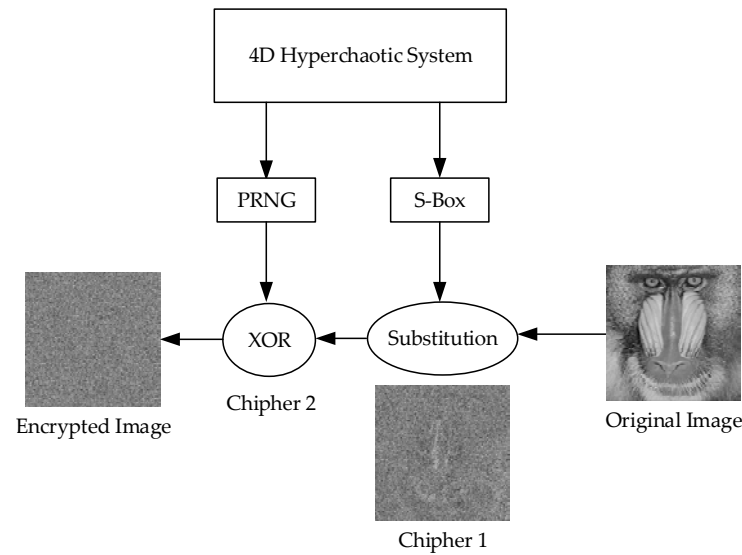 4D Hyperchaotic System
PRNG
S-Box
XOR
Substitution
Chipher 2
Encrypted Image
Original Image
Chipher 1